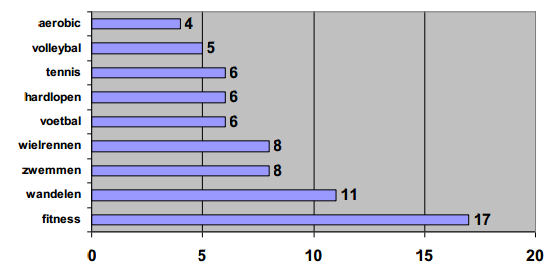 aerobic 4
volleybal 5
tennis 6
hardlopen 6
voetbal 6
wielrennen 8
zwemmen 8
wandelen 11
fitness 17
0 5 10 15 20